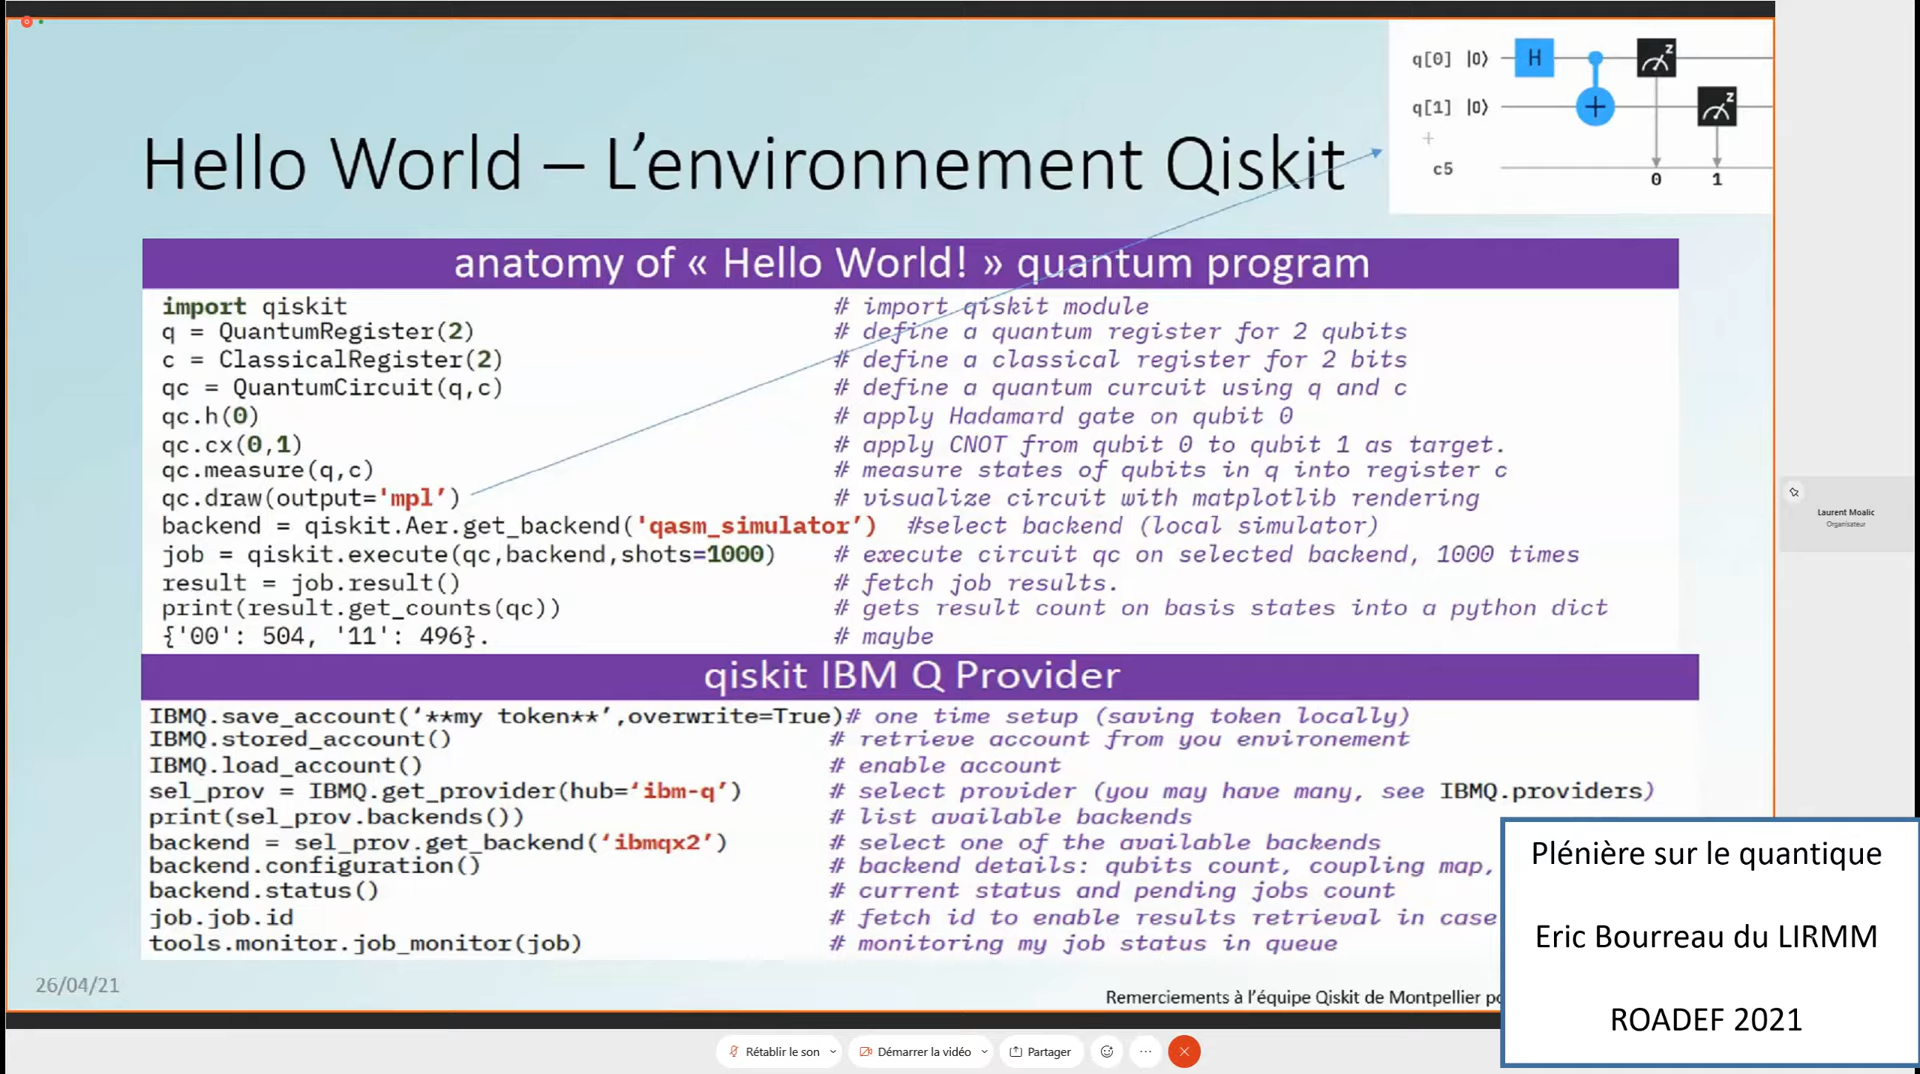 q[0] |0⟩ H z
q[1] |0⟩ + z
+
c5 0 1
Hello World – L'environnement Qiskit
anatomy of « Hello World! » quantum program
import qiskit # import qiskit module
q = QuantumRegister(2) # define a quantum register for 2 qubits
c = ClassicalRegister(2) # define a classical register for 2 bits
qc = QuantumCircuit(q,c) # define a quantum curcuit using q and c
qc.h(0) # apply Hadamard gate on qubit 0
qc.cx(0,1) # apply CNOT from qubit 0 to qubit 1 as target.
qc.measure(q,c) # measure states of qubits in q into register c
qc.draw(output='mpl’) # visualize circuit with matplotlib rendering
backend = qiskit.Aer.get_backend('qasm_simulator’) #select backend (local simulator)
job = qiskit.execute(qc,backend,shots=1000) # execute circuit qc on selected backend, 1000 times
result = job.result() # fetch job results.
print(result.get_counts(qc)) # gets result count on basis states into a python dict
{'00': 504, '11': 496}. # maybe
qiskit IBM Q Provider
IBMQ.save_account(‘**my token**’,overwrite=True)# one time setup (saving token locally)
IBMQ.stored_account() # retrieve account from you environement
IBMQ.load_account() # enable account
sel_prov = IBMQ.get_provider(hub=‘ibm-q’) # select provider (you may have many, see IBMQ.providers)
print(sel_prov.backends()) # list available backends
backend = sel_prov.get_backend(‘ibmqx2’) # select one of the available backends
backend.configuration() # backend details: qubits count, coupling map,
backend.status() # current status and pending jobs count
job.job.id # fetch id to enable results retrieval in case
tools.monitor.job_monitor(job) # monitoring my job status in queue
26/04/21
Remerciements à l'équipe Qiskit de Montpellier
Plénière sur le quantique
Eric Bourreau du LIRMM
ROADEF 2021
Laurent Moalic
Organisateur
Rétablir le son
Démarrer la vidéo
Partager